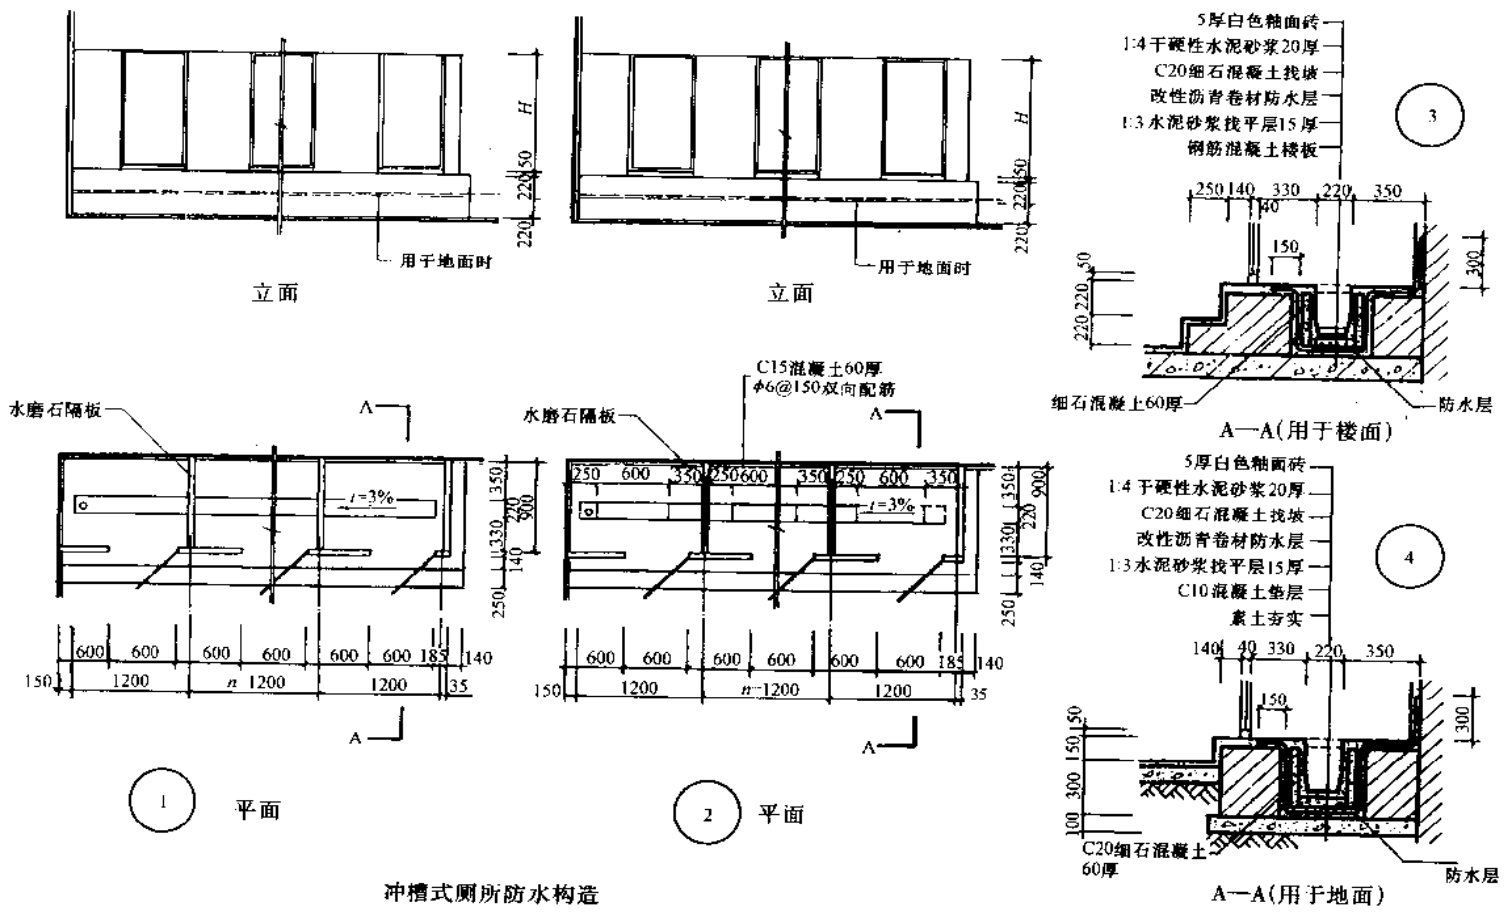 H
50
220
220
用于地面时
立面
H
50
220
220
用于地面时
立面
5厚白色釉面砖
1:4干硬性水泥砂浆20厚
C20细石混凝土找坡
改性沥青卷材防水层
1:3水泥砂浆找平层15厚
钢筋混凝土楼板
3
250 140 330 220 350
40
150
300
50
220
220
细石混凝土60厚
防水层
A—A(用于楼面)
水磨石隔板
A
i=3%
350
220
900
330
140
250
600 600 600 600 600 600 185 140
150 1200 n 1200 1200 35
A
1 平面
C15混凝土60厚
φ6@150双向配筋
水磨石隔板
A
250 600 350 250 600 350 250 600 350
i=3%
350
900
220
330
140
250
600 600 600 600 600 600 185 140
150 1200 n 1200 1200 35
A
2 平面
5厚白色釉面砖
1:4干硬性水泥砂浆20厚
C20细石混凝土找坡
改性沥青卷材防水层
1:3水泥砂浆找平层15厚
C10混凝土垫层
素土夯实
4
140 40 330 220 350
150
300
50
150
300
100
C20细石混凝土
60厚
防水层
A—A(用于地面)
冲槽式厕所防水构造